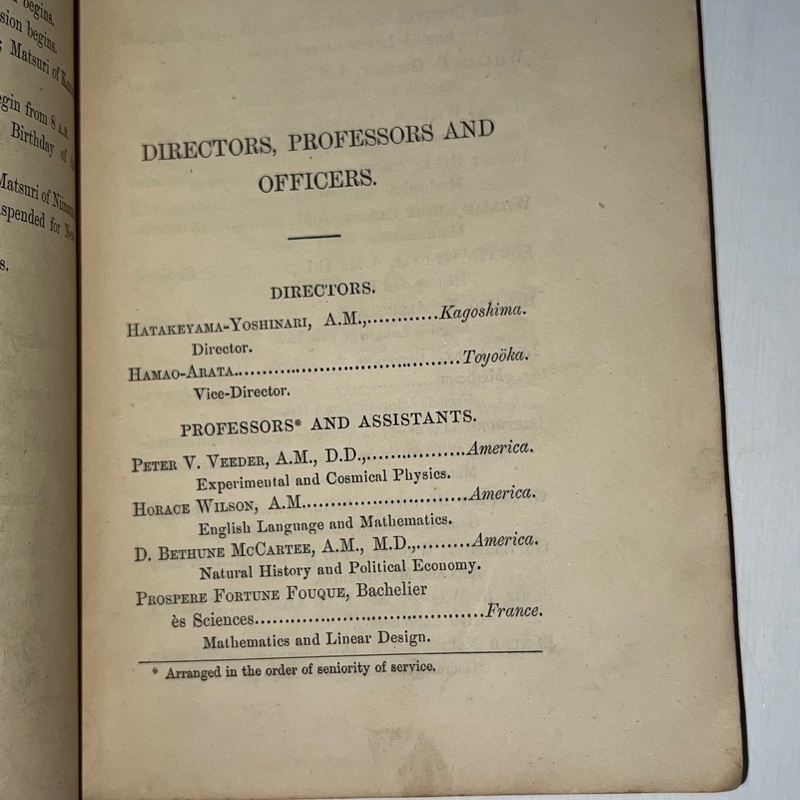 begins.
sion begins.
; Matsuri of
egin from 8 A.M.
Birthday of
Matsuri of
spended for
s.
DIRECTORS, PROFESSORS AND
OFFICERS.
DIRECTORS.
HATAKEYAMA-YOSHINARI, A.M.,............Kagoshima.
Director.
HAMAO-ARATA.......................................Toyoöka.
Vice-Director.
PROFESSORS* AND ASSISTANTS.
PETER V. VEEDER, A.M., D.D.,.................America.
Experimental and Cosmical Physics.
HORACE WILSON, A.M............................America.
English Language and Mathematics.
D. BETHUNE MCCARTEE, A.M., M.D.,.........America.
Natural History and Political Economy.
PROSPERE FORTUNE FOUQUE, Bachelier
ès Sciences.......................................France.
Mathematics and Linear Design.
* Arranged in the order of seniority of service.